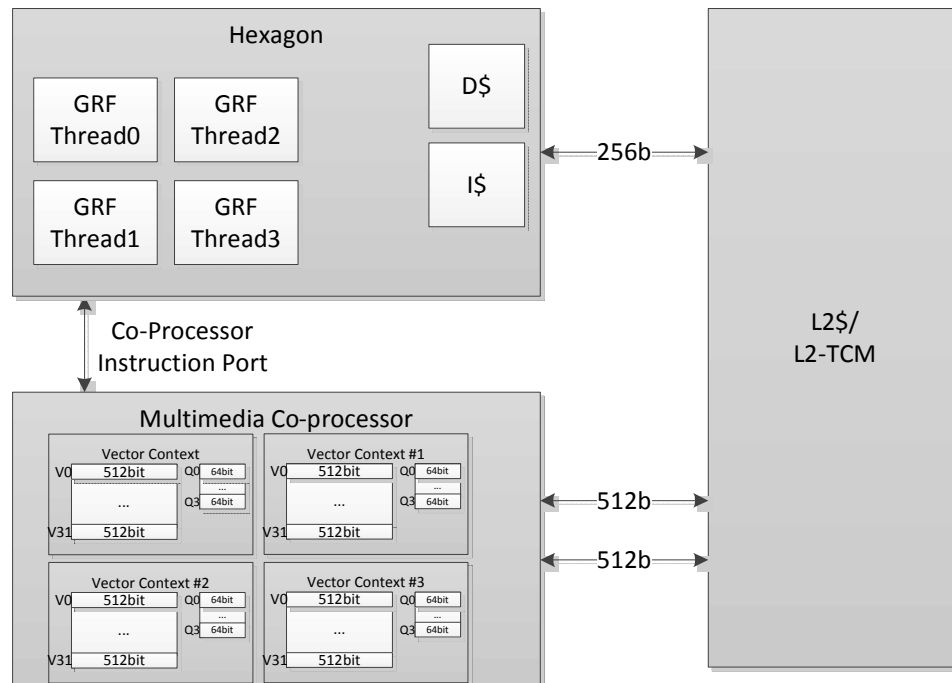 Hexagon
GRF
Thread0
GRF
Thread2
GRF
Thread1
GRF
Thread3
D$
I$
256b
Co-Processor
Instruction Port
L2$/
L2-TCM
Multimedia Co-processor
Vector Context
V0 512bit Q0 64bit
... ...
Q3 64bit
V31 512bit
Vector Context #1
V0 512bit Q0 64bit
... ...
Q3 64bit
V31 512bit
512b
512b
Vector Context #2
V0 512bit Q0 64bit
... ...
Q3 64bit
V31 512bit
Vector Context #3
V0 512bit Q0 64bit
... ...
Q3 64bit
V31 512bit